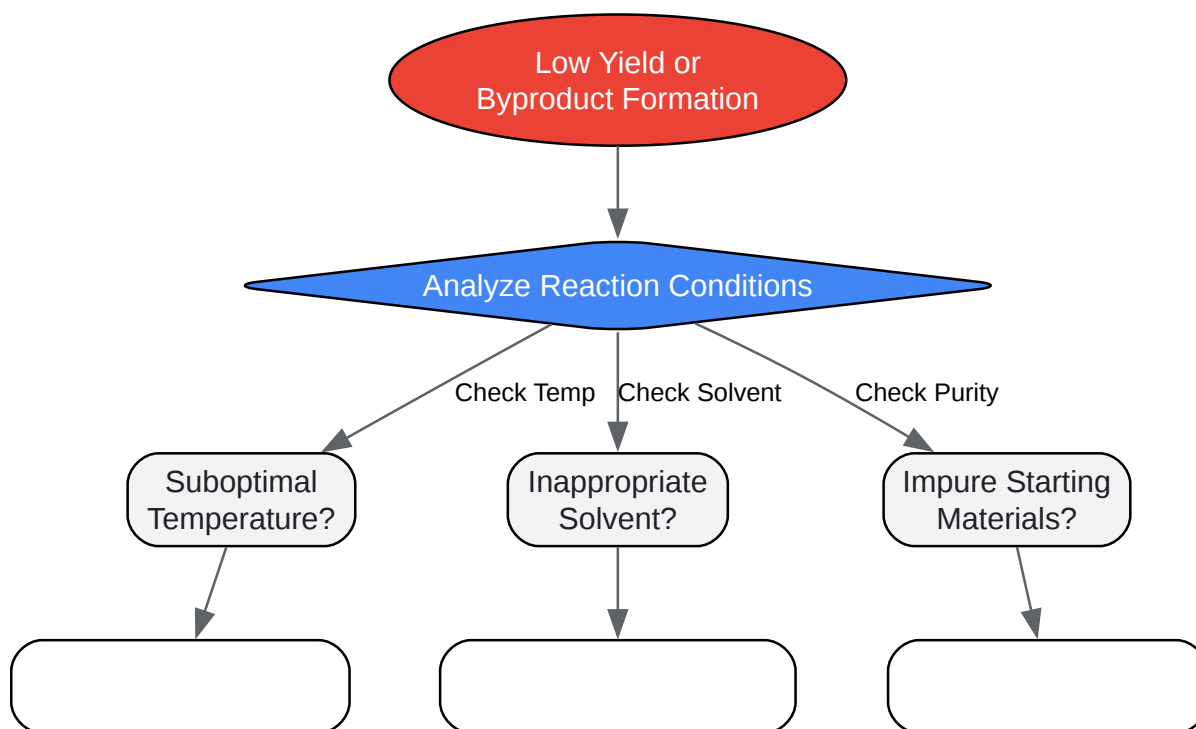 Low Yield or
Byproduct Formation
Analyze Reaction Conditions
Check Temp
Check Solvent
Check Purity
Suboptimal
Temperature?
Inappropriate
Solvent?
Impure Starting
Materials?